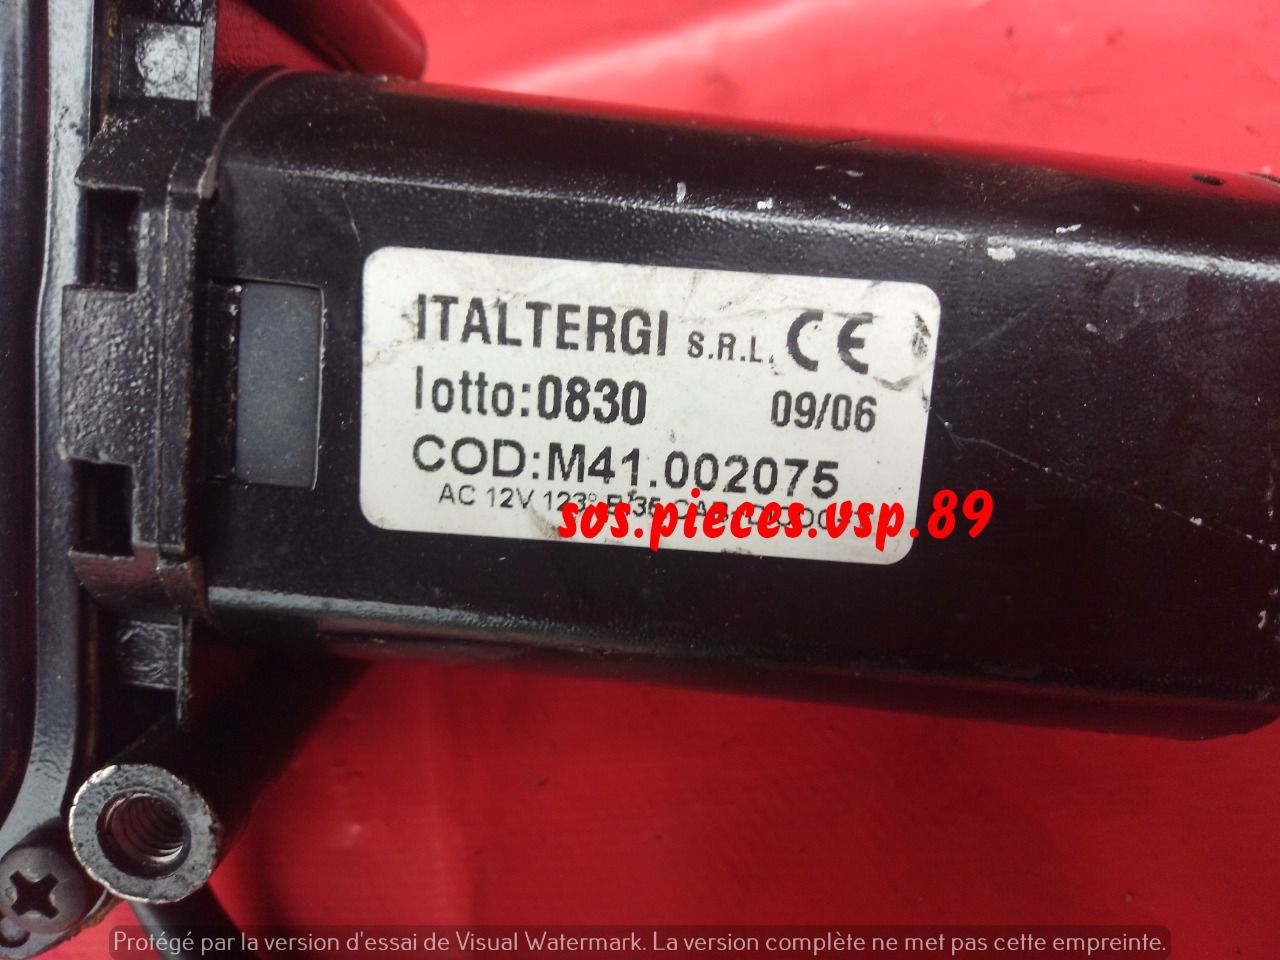 ITALTERGI S.R.L. CE
lotto:0830 09/06
COD:M41.002075
AC 12V 123°
sos.pieces.vsp.89
Protégé par la version d'essai de Visual Watermark. La version complète ne met pas cette empreinte.